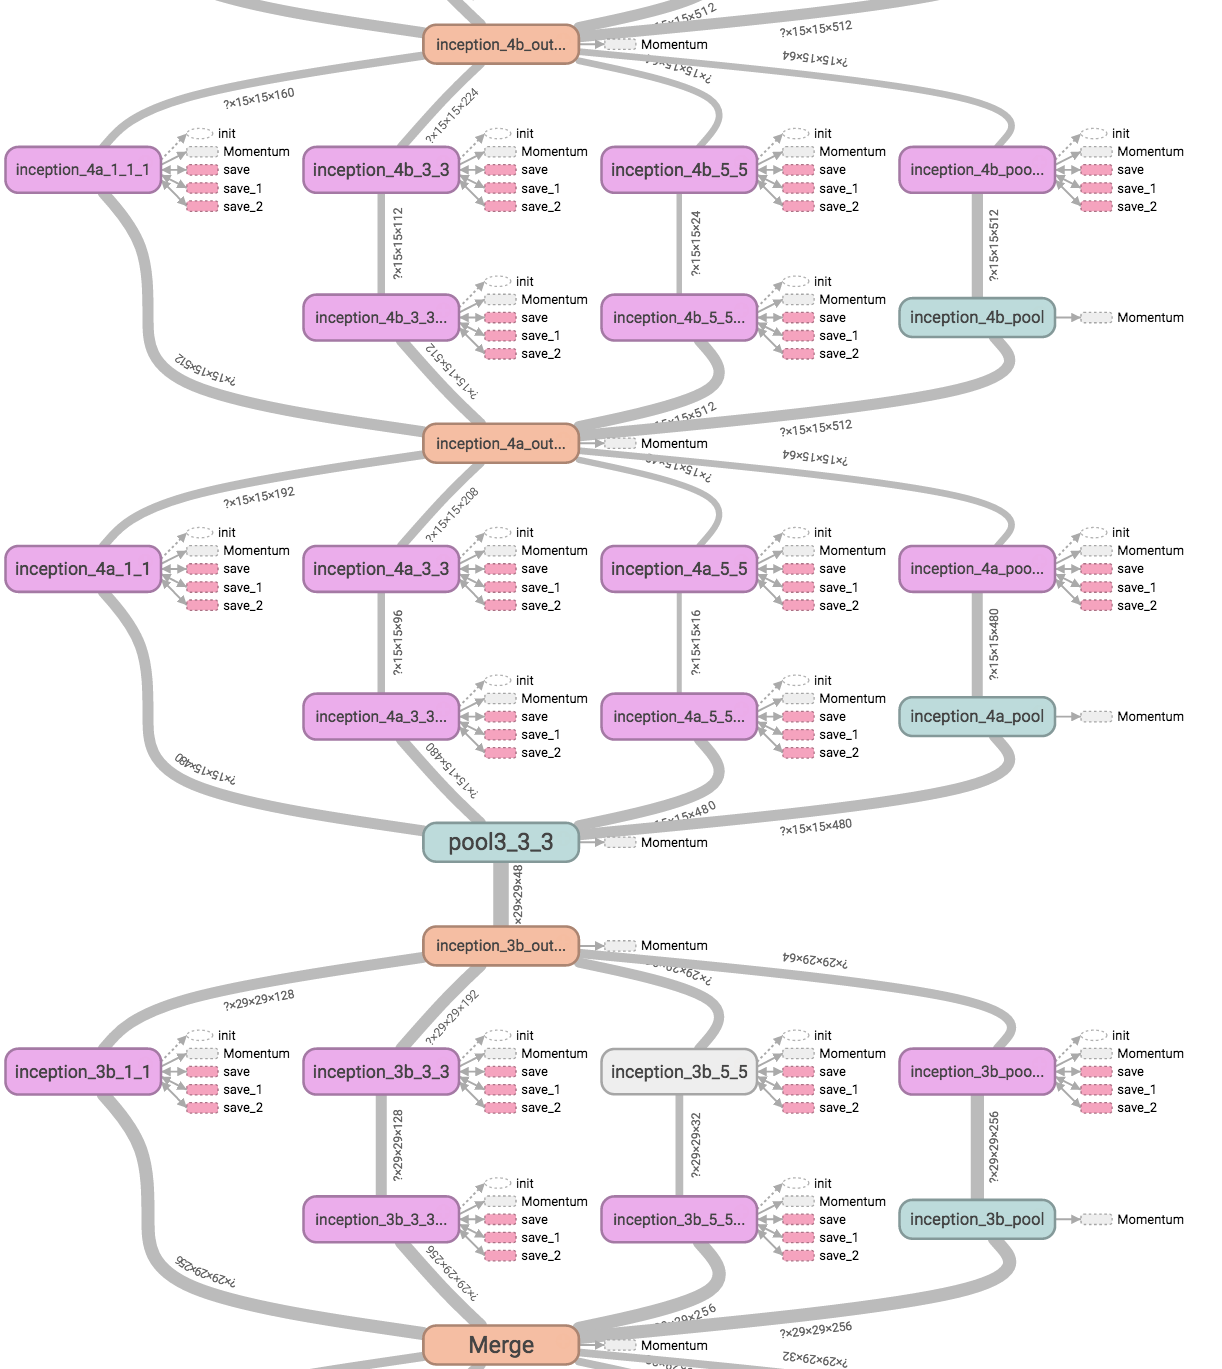 ?×15×15×512
?×15×15×512
inception_4b_out...
Momentum
?×15×15×64
?×15×15×160
?×15×15×224
init
Momentum
save
save_1
save_2
inception_4a_1_1_1
init
Momentum
save
save_1
save_2
inception_4b_3_3
init
Momentum
save
save_1
save_2
inception_4b_5_5
init
Momentum
save
save_1
save_2
inception_4b_poo...
?×15×15×112
?×15×15×24
?×15×15×512
init
Momentum
save
save_1
save_2
inception_4b_3_3...
init
Momentum
save
save_1
save_2
inception_4b_5_5...
inception_4b_pool
Momentum
?×15×15×512
?×15×15×512
15×15×512
?×15×15×512
inception_4a_out...
Momentum
?×15×15×64
?×15×15×192
?×15×15×208
init
Momentum
save
save_1
save_2
inception_4a_1_1
init
Momentum
save
save_1
save_2
inception_4a_3_3
init
Momentum
save
save_1
save_2
inception_4a_5_5
init
Momentum
save
save_1
save_2
inception_4a_poo...
?×15×15×96
?×15×15×16
?×15×15×480
init
Momentum
save
save_1
save_2
inception_4a_3_3...
init
Momentum
save
save_1
save_2
inception_4a_5_5...
inception_4a_pool
Momentum
?×15×15×480
?×15×15×480
15×15×480
?×15×15×480
pool3_3_3
Momentum
×29×29×48
inception_3b_out...
Momentum
?×29×29×64
?×29×29×128
?×29×29×192
init
Momentum
save
save_1
save_2
inception_3b_1_1
init
Momentum
save
save_1
save_2
inception_3b_3_3
init
Momentum
save
save_1
save_2
inception_3b_5_5
init
Momentum
save
save_1
save_2
inception_3b_poo...
?×29×29×128
?×29×29×32
?×29×29×256
init
Momentum
save
save_1
save_2
inception_3b_3_3...
init
Momentum
save
save_1
save_2
inception_3b_5_5...
inception_3b_pool
Momentum
?×29×29×256
?×29×29×256
×29×256
?×29×29×256
Merge
Momentum
?×29×29×32